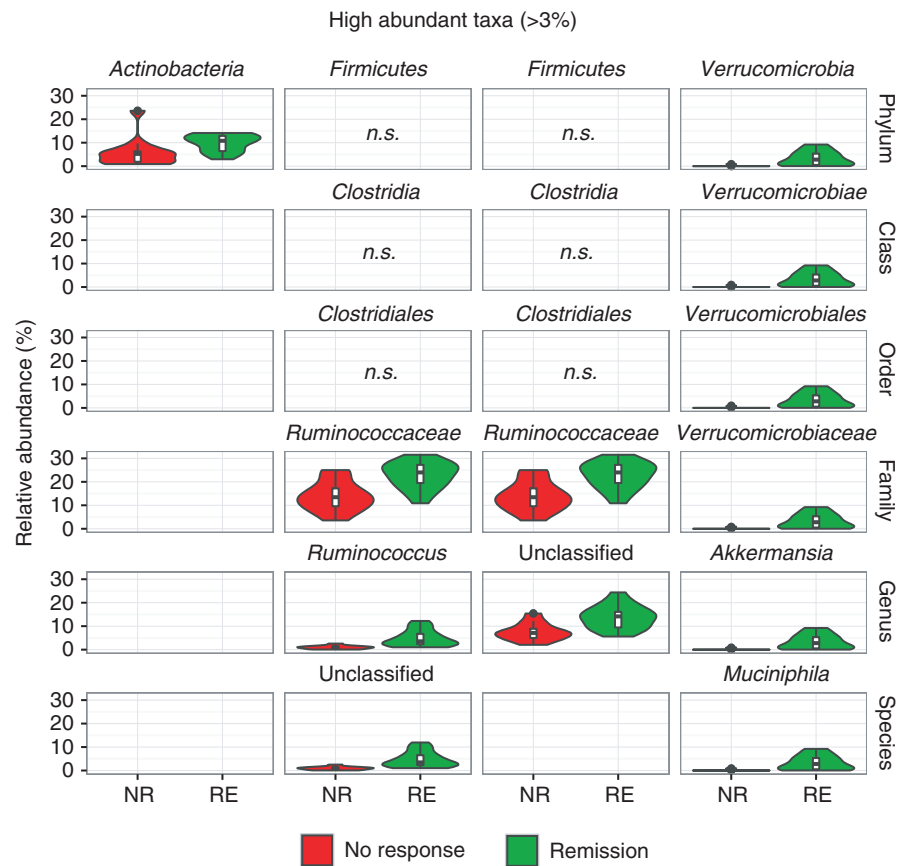 High abundant taxa (>3%)
Actinobacteria Firmicutes Firmicutes Verrucomicrobia
30
20
10
0
n.s. n.s.
Phylum
Clostridia Clostridia Verrucomicrobiae
30
20
10
0
n.s. n.s.
Class
Clostridiales Clostridiales Verrucomicrobiales
30
20
10
0
n.s. n.s.
Order
Relative abundance (%)
Ruminococcaceae Ruminococcaceae Verrucomicrobiaceae
30
20
10
0
Family
Ruminococcus Unclassified Akkermansia
30
20
10
0
Genus
Unclassified Muciniphila
30
20
10
0
Species
NR RE NR RE NR RE NR RE
No response Remission